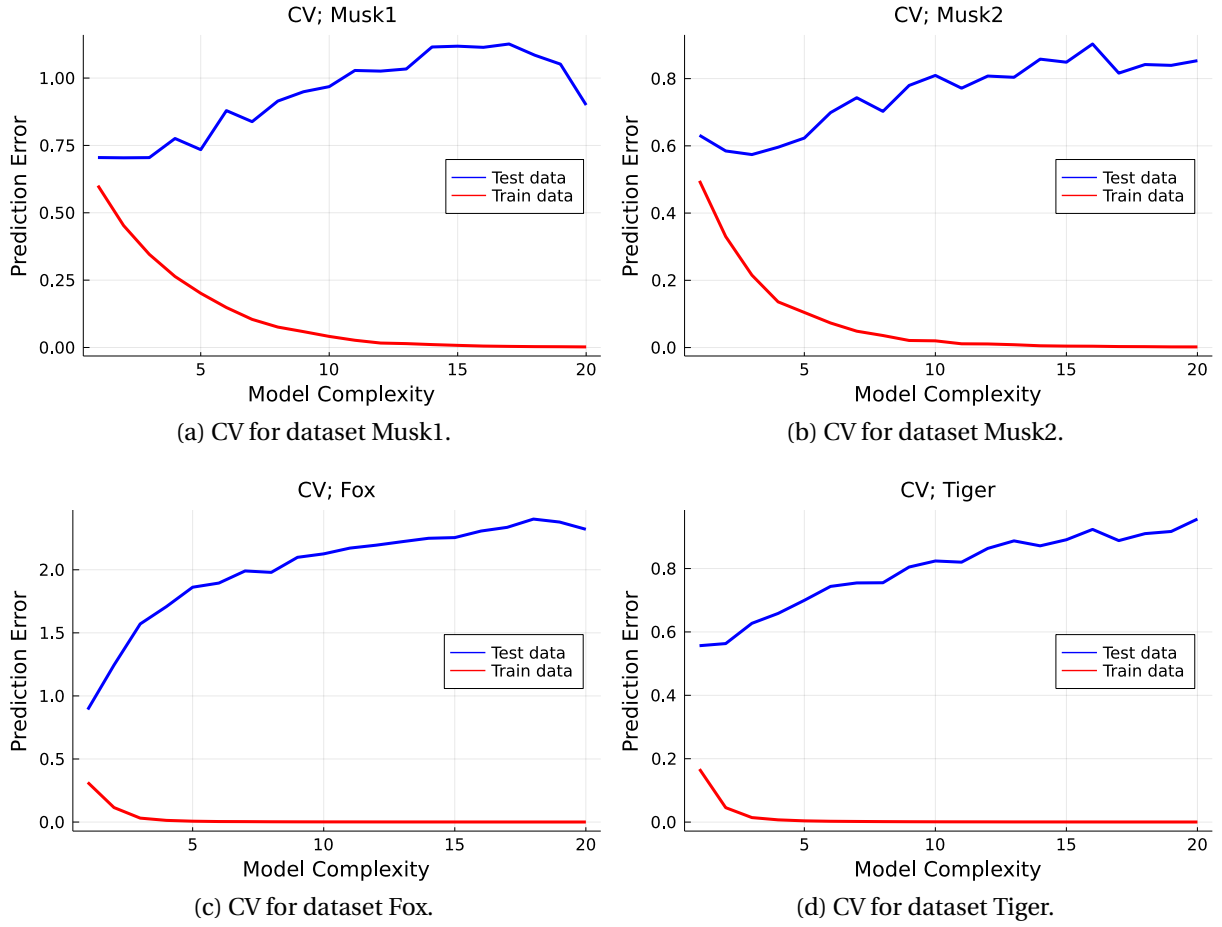 CV; Musk1
Prediction Error
1.00
0.75
0.50
0.25
0.00
Test data
Train data
5 10 15 20
Model Complexity
(a) CV for dataset Musk1.
CV; Musk2
Prediction Error
0.8
0.6
0.4
0.2
0.0
Test data
Train data
5 10 15 20
Model Complexity
(b) CV for dataset Musk2.
CV; Fox
Prediction Error
2.0
1.5
1.0
0.5
0.0
Test data
Train data
5 10 15 20
Model Complexity
(c) CV for dataset Fox.
CV; Tiger
Prediction Error
0.8
0.6
0.4
0.2
0.0
Test data
Train data
5 10 15 20
Model Complexity
(d) CV for dataset Tiger.